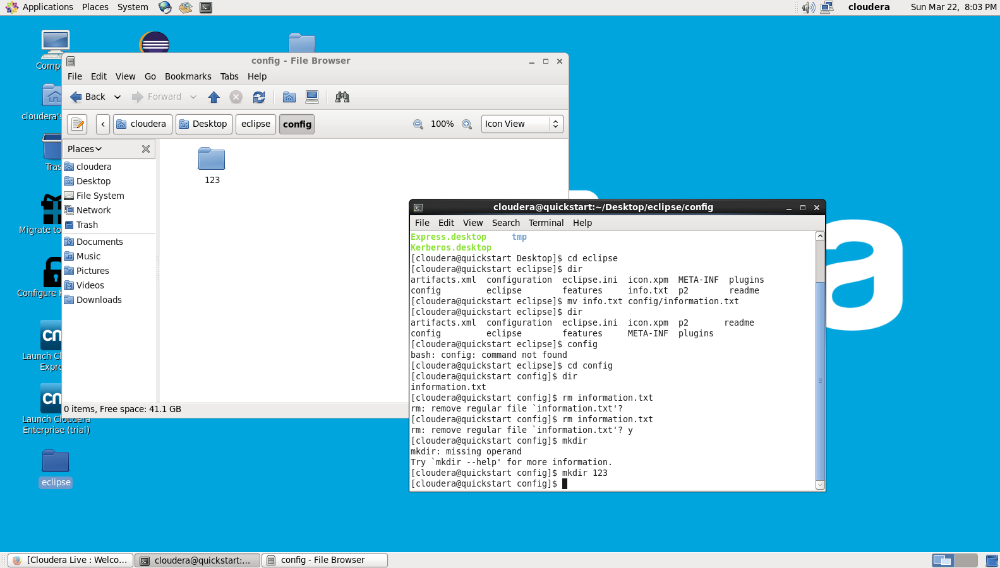 Applications Places System cloudera Sun Mar 22, 8:03 PM
Compu
cloudera's
Tras
Migrate to
Configure K
Launch Cl
Expre
Launch Cloudera
Enterprise (trial)
eclipse
config - File Browser
File Edit View Go Bookmarks Tabs Help
Back Forward
cloudera Desktop eclipse config 100% Icon View
Places
cloudera
Desktop
File System
Network
Trash
Documents
Music
Pictures
Videos
Downloads
123
0 items, Free space: 41.1 GB
cloudera@quickstart:~/Desktop/eclipse/config
File Edit View Search Terminal Help
Express.desktop tmp
Kerberos.desktop
[cloudera@quickstart Desktop]$ cd eclipse
[cloudera@quickstart eclipse]$ dir
artifacts.xml configuration eclipse.ini icon.xpm META-INF plugins
config eclipse features info.txt p2 readme
[cloudera@quickstart eclipse]$ mv info.txt config/information.txt
[cloudera@quickstart eclipse]$ dir
artifacts.xml configuration eclipse.ini icon.xpm p2 readme
config eclipse features META-INF plugins
[cloudera@quickstart eclipse]$ config
bash: config: command not found
[cloudera@quickstart eclipse]$ cd config
[cloudera@quickstart config]$ dir
information.txt
[cloudera@quickstart config]$ rm information.txt
rm: remove regular file `information.txt'?
[cloudera@quickstart config]$ rm information.txt
rm: remove regular file `information.txt'? y
[cloudera@quickstart config]$ mkdir
mkdir: missing operand
Try `mkdir --help' for more information.
[cloudera@quickstart config]$ mkdir 123
[cloudera@quickstart config]$
a
[Cloudera Live : Welco... cloudera@quickstart:... config - File Browser